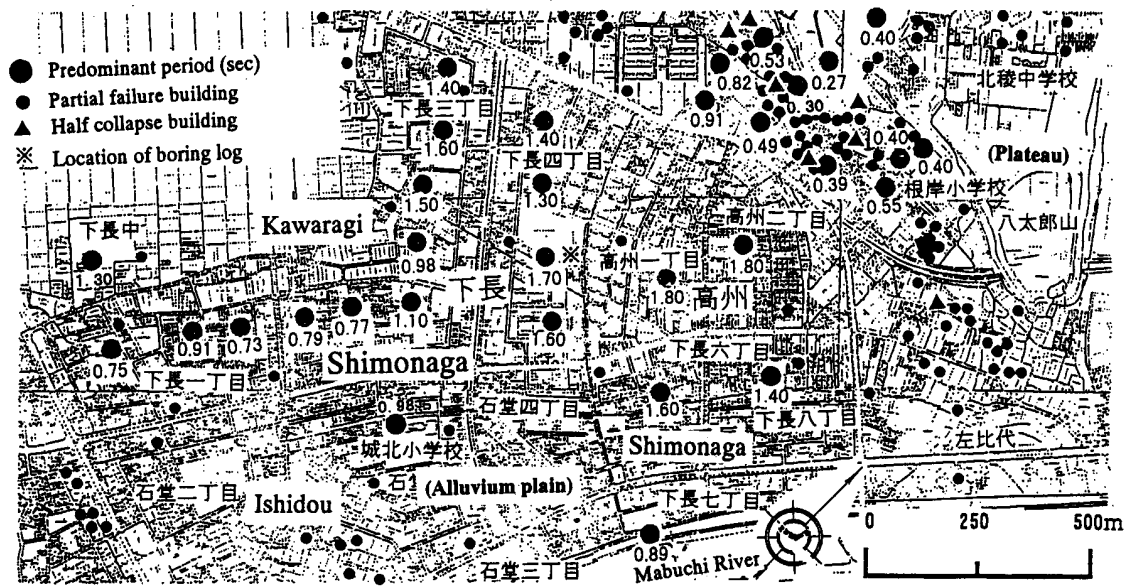 Predominant period (sec)
Partial failure building
Half collapse building
※ Location of boring log
0.40
北稜中学校
(Plateau)
八太郎山
0.53
0.82
0.27
0.30
0.91
0.49
0.40
0.40
0.39
0.55
根岸小学校
1.40
下長三丁目
1.60
1.40
下長四丁目
1.50
1.30
Kawaragi
下長中
1.30
0.98
1.70 ※
下長
高州一丁目
高州二丁目
1.80
1.80
高州
1.10
0.77
0.79
0.73
0.91
0.75
1.60
Shimonaga
下長一丁目
下長六丁目
1.40
1.60
下長八丁目
石堂四丁目
城北小学校
Shimonaga
左比代
石堂二丁目
Ishidou
(Alluvium plain)
下長七丁目
0.89
Mabuchi River
石堂三丁目
0 250 500m